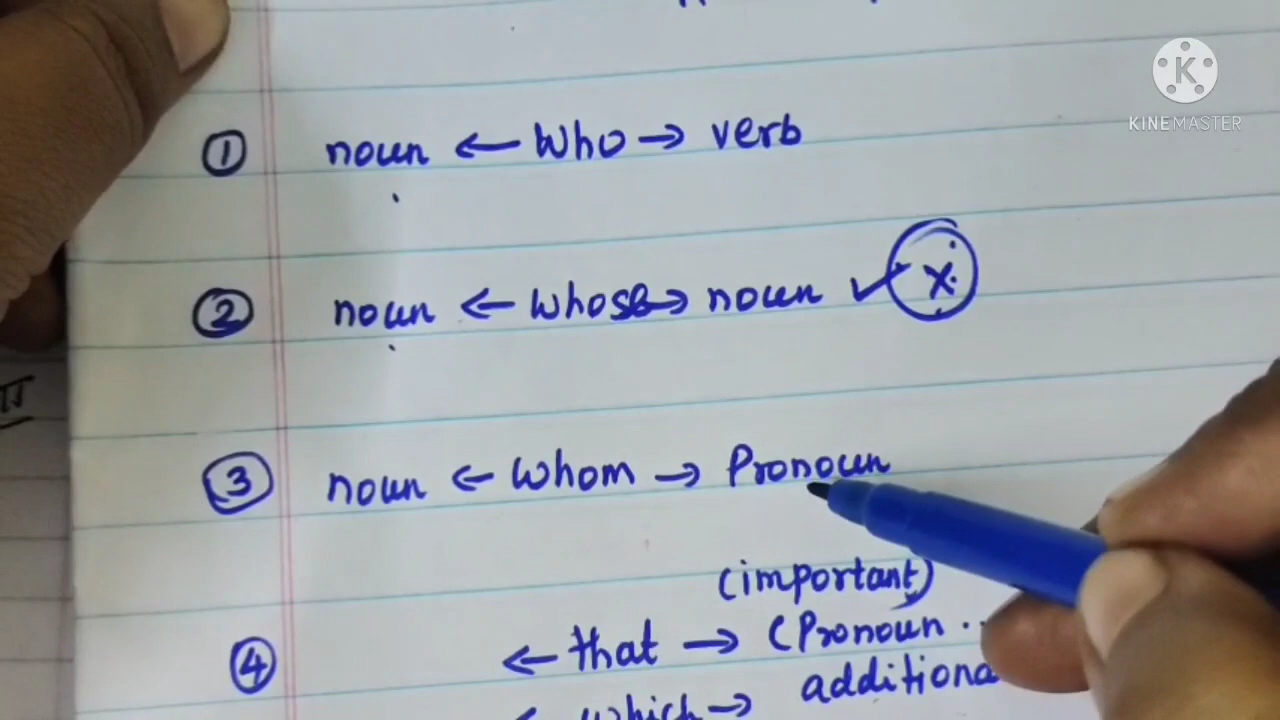 K
KINEMASTER
① noun ← Who → verb
② noun ← Whose → noun ✓ x
③ noun ← Whom → Pronoun
(important)
④ ← that → (Pronoun ..
← which → additiona